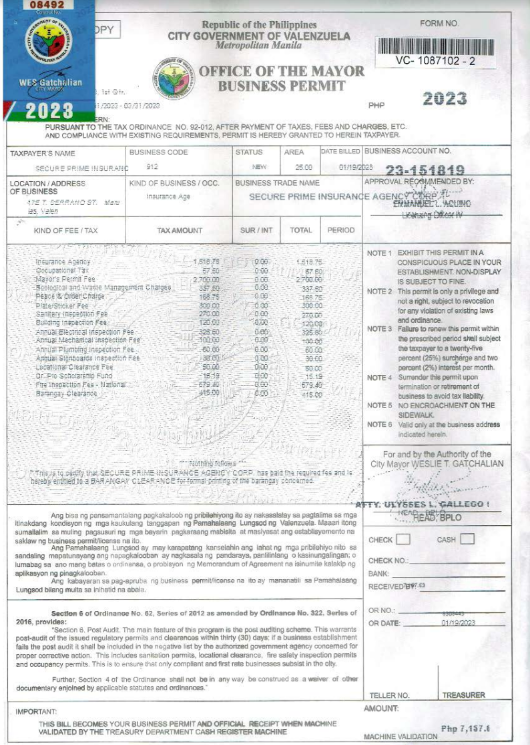 08492
OPY
WES Gatchalian
2023
Republic of the Philippines
CITY GOVERNMENT OF VALENZUELA
Metropolitan Manila
OFFICE OF THE MAYOR
BUSINESS PERMIT
FORM NO.
VC- 1087102 - 2
PHP
2023
PURSUANT TO THE TAX ORDINANCE NO. 92-012, AFTER PAYMENT OF TAXES, FEES AND CHARGES, ETC.
AND COMPLIANCE WITH EXISTING REQUIREMENTS, PERMIT IS HEREBY GRANTED TO HEREIN TAXPAYER.
TAXPAYER'S NAME
SECURE PRIME INSURANC
BUSINESS CODE
912
STATUS
NEW
AREA
25.00
DATE BILLED
01/19/2023
BUSINESS ACCOUNT NO.
23-151819
LOCATION / ADDRESS
OF BUSINESS
KIND OF BUSINESS / OCC.
Insurance Age
BUSINESS TRADE NAME
SECURE PRIME INSURANCE AGENCY CORP.
APPROVAL RECOMMENDED BY:
EMMANUEL L. AQUINO
Licensing Officer IV
KIND OF FEE / TAX
TAX AMOUNT
SUR / INT
TOTAL
PERIOD
Insurance Agency 1,518.75 0.00 1,518.75
Occupational Tax 57.50 0.00 57.50
Mayor's Permit Fee 2,700.00 0.00 2,700.00
Ecological and Waste Management Charges 337.50 0.00 337.50
Peace & Order Charge 168.75 0.00 168.75
Plate/Sticker Fee 300.00 0.00 300.00
Sanitary Inspection Fee 270.00 0.00 270.00
Building Inspection Fee 120.00 0.00 120.00
Annual Electrical Inspection Fee 0.00
Annual Mechanical Inspection Fee 100.00 0.00 100.00
Annual Plumbing Inspection Fee 60.00 0.00 60.00
Annual Signboards Inspection Fee 0.00
Locational Clearance Fee 50.00 0.00 50.00
Dr. Pio Scholarship Fund 15.19 0.00 15.19
Fire Inspection Fee - National 679.40 0.00 679.40
Barangay Clearance 415.00 0.00 415.00
***Nothing follows***
"This is to certify that SECURE PRIME INSURANCE AGENCY CORP. has paid the required fee and is
hereby entitled to a BARANGAY CLEARANCE for formal printing of the barangay concerned.
NOTE 1 EXHIBIT THIS PERMIT IN A
CONSPICUOUS PLACE IN YOUR
ESTABLISHMENT. NON-DISPLAY
IS SUBJECT TO FINE.
NOTE 2 This permit is only a privilege and
not a right, subject to revocation
for any violation of existing laws
and ordinance.
NOTE 3 Failure to renew this permit within
the prescribed period shall subject
the taxpayer to a twenty-five
percent (25%) surcharge and two
percent (2%) interest per month.
NOTE 4 Surrender this permit upon
termination or retirement of
business to avoid tax liability.
NOTE 5 NO ENCROACHMENT ON THE
SIDEWALK.
NOTE 6 Valid only at the business address
indicated herein.
For and by the Authority of the
City Mayor WESLIE T. GATCHALIAN
ATTY. ULYSSES L. GALLEGO
HEAD, BPLO
Ang bisa ng pansamantalang pagkakaloob ng pribilehiyong ito ay nakasalalay sa pagtalima sa mga
itinakdang kondisyon ng mga kaukulang tanggapan ng Pamahalaang Lungsod ng Valenzuela. Maaari itong
sumailalim sa muling pagsusuri ng mga bayarin pagkaraang mabisita at masiyasat ang establisyemento na
saklaw ng business permit/license na ito.
Ang Pamahalaang Lungsod ay may karapatang kanselahin ang lahat ng mga pribilehiyo nito sa
sandaling mapatunayang ang napagkalooban ay nagkasala ng pandaraya, panlilinlang o kasinungalingan; o
lumabag sa ano mang batas o ordinansa, o probisyon ng Memorandum of Agreement na isinumite kalakip ng
aplikasyon ng pinagkalooban.
Ang kabayaran sa pag-apruba ng business permit/license na ito ay mananatili sa Pamahalaang
Lungsod bilang multa sa inihatid na abala.
Section 6 of Ordinance No. 62, Series of 2012 as amended by Ordinance No. 322, Series of
2016, provides:
"Section 6. Post Audit. The main feature of this program is the post auditing scheme. This warrants
post-audit of the issued regulatory permits and clearances within thirty (30) days: if a business establishment
fails the post audit it shall be included in the negative list by the authorized government agency concerned for
proper corrective action. This includes sanitation permits, locational clearance, fire safety inspection permits
and occupancy permits. This is to ensure that only compliant and first rate businesses subsist in the city.
Further, Section 4 of the Ordinance shall not be in any way be construed as a waiver of other
documentary enjoined by applicable statutes and ordinances."
CHECK
CASH
CHECK NO.:
BANK:
RECEIVED
OR NO.:
OR DATE: 01/19/2023
TELLER NO.
TREASURER
IMPORTANT:
THIS BILL BECOMES YOUR BUSINESS PERMIT AND OFFICIAL RECEIPT WHEN MACHINE
VALIDATED BY THE TREASURY DEPARTMENT CASH REGISTER MACHINE
AMOUNT:
Php 7,157.8
MACHINE VALIDATION